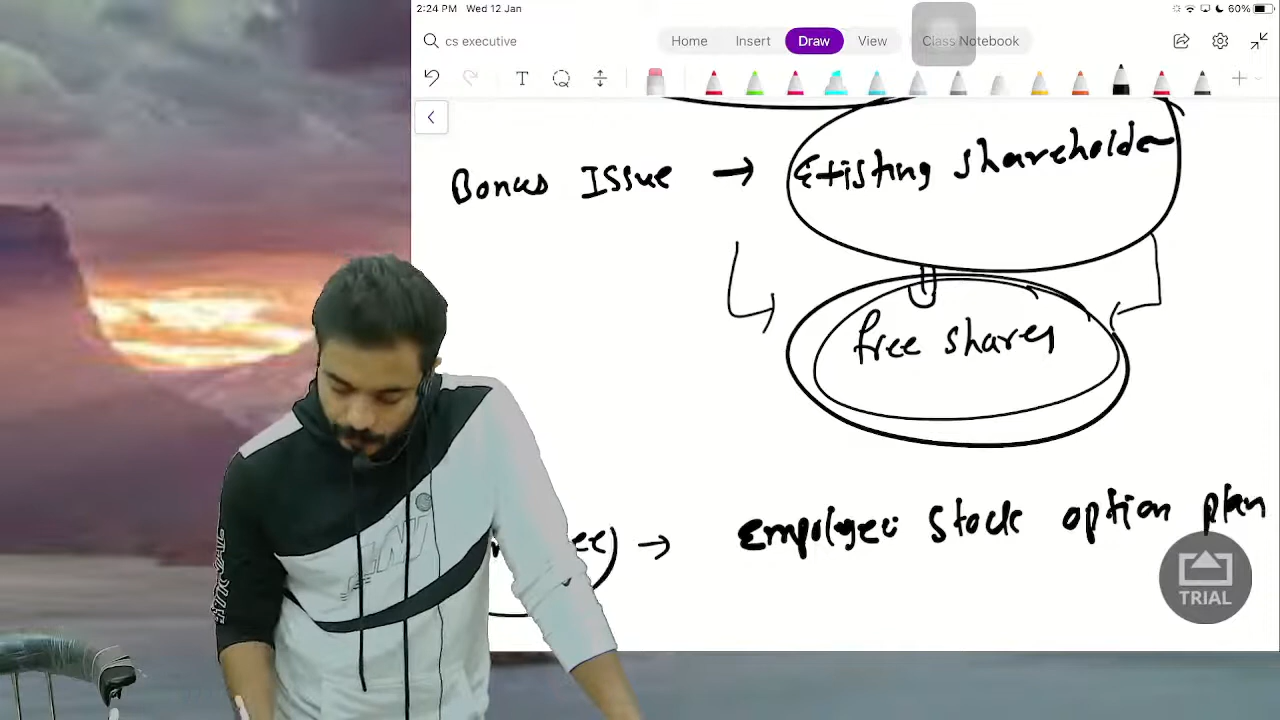 2:24 PM Wed 12 Jan
60%
cs executive
Home Insert Draw View Class Notebook
T
Bonus Issue → Existing shareholder
free shares
ee) → Employee stock option plan
TRIAL